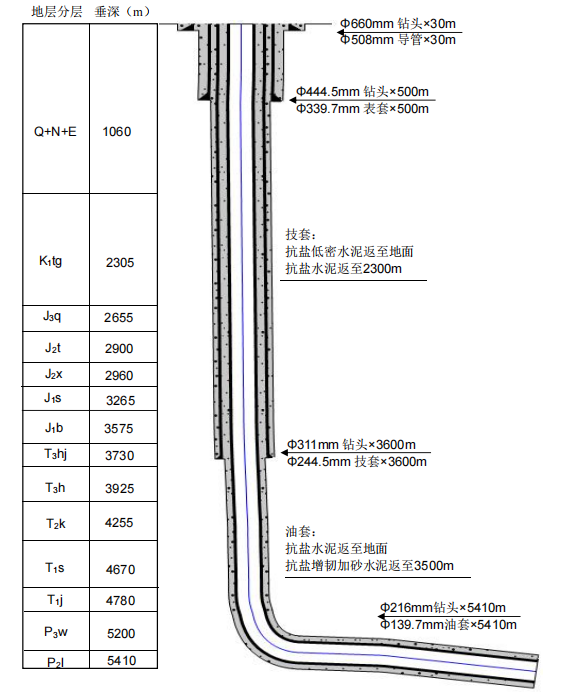 地层分层 垂深（m）
Φ660mm 钻头×30m
Φ508mm 导管×30m
Φ444.5mm 钻头×500m
Φ339.7mm 表套×500m
Q+N+E 1060
技套：
抗盐低密水泥返至地面
抗盐水泥返至2300m
K₁tg 2305
J₃q 2655
J₂t 2900
J₂x 2960
J₁s 3265
J₁b 3575
Φ311mm 钻头×3600m
Φ244.5mm 技套×3600m
T₃hj 3730
T₃h 3925
T₂k 4255
油套：
抗盐水泥返至地面
抗盐增韧加砂水泥返至3500m
T₁s 4670
T₁j 4780
Φ216mm钻头×5410m
Φ139.7mm油套×5410m
P₃w 5200
P₂l 5410